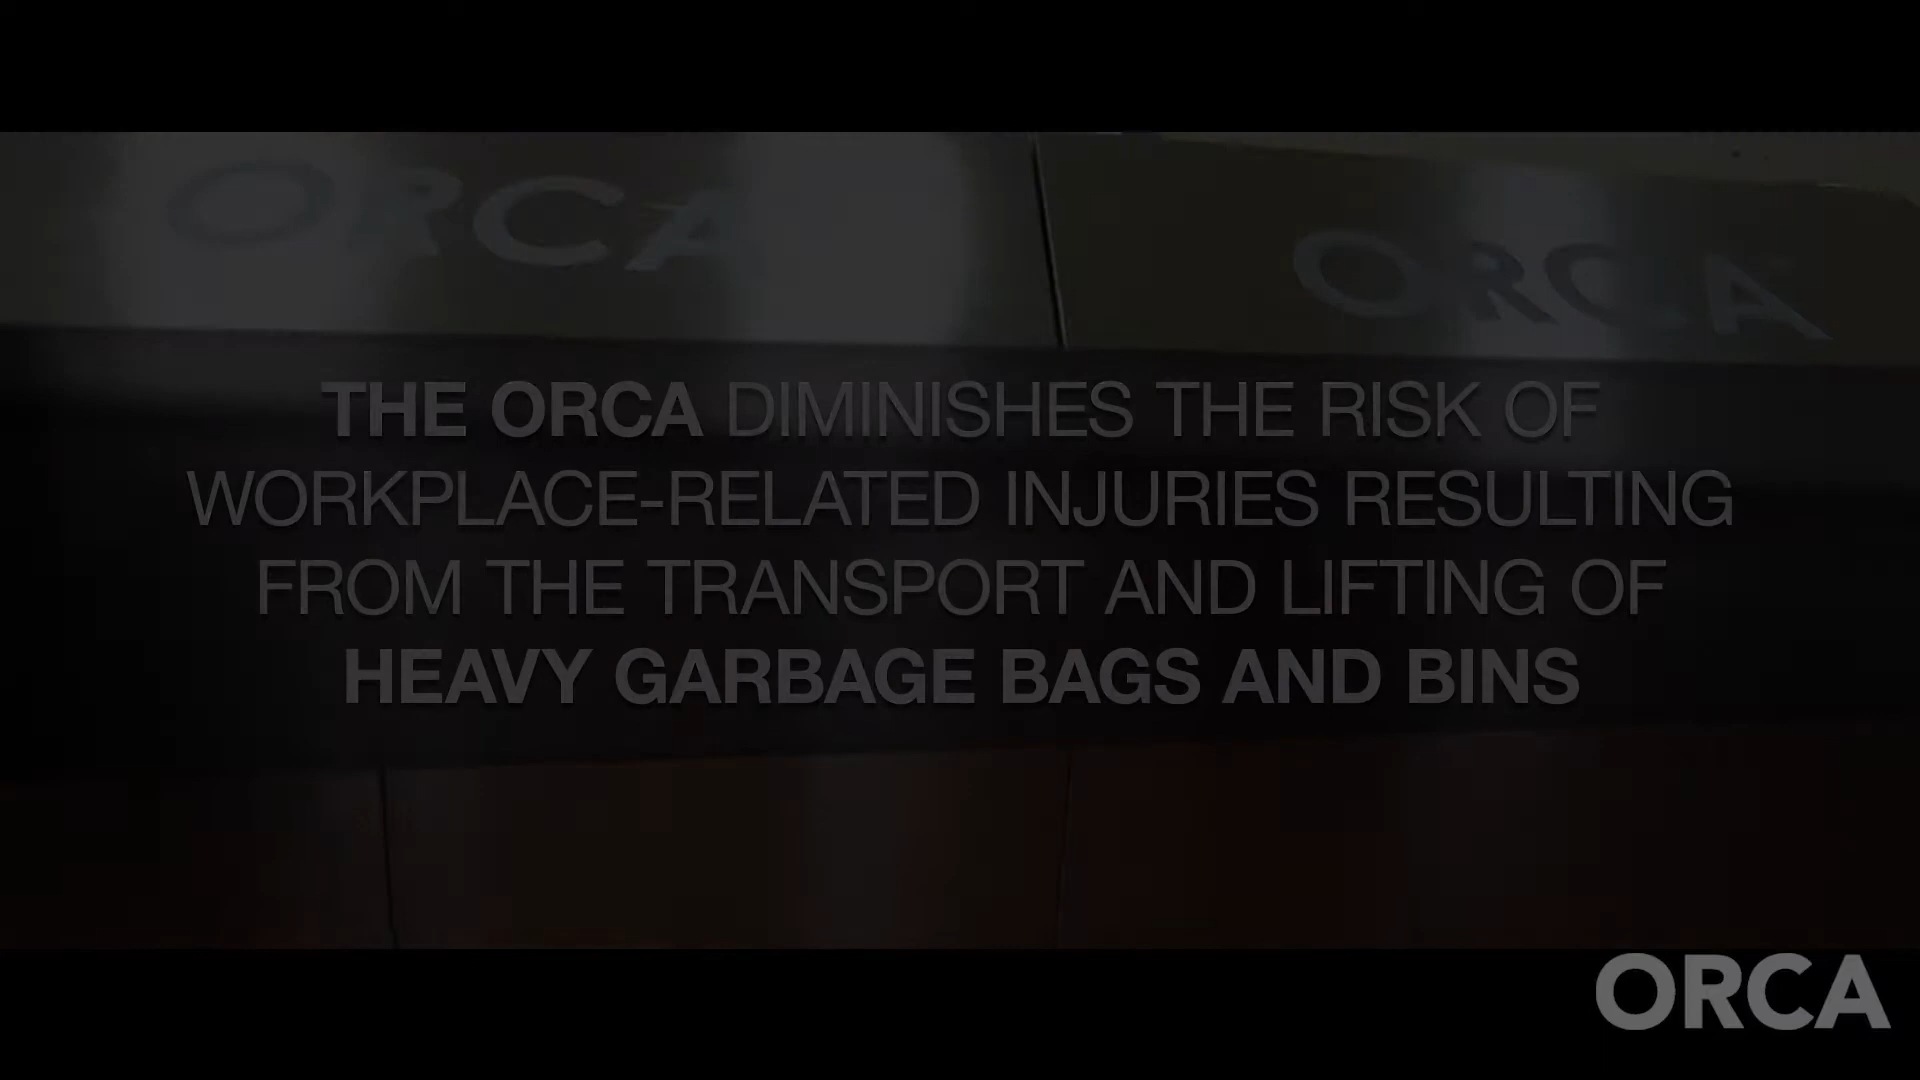 ORCA
ORCA
THE ORCA DIMINISHES THE RISK OF
WORKPLACE-RELATED INJURIES RESULTING
FROM THE TRANSPORT AND LIFTING OF
HEAVY GARBAGE BAGS AND BINS
ORCA